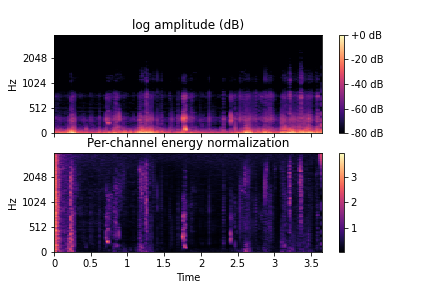 log amplitude (dB)
Hz
2048
1024
512
0
+0 dB
-20 dB
-40 dB
-60 dB
-80 dB
Per-channel energy normalization
Hz
2048
1024
512
0
3
2
1
0 0.5 1 1.5 2 2.5 3 3.5
Time